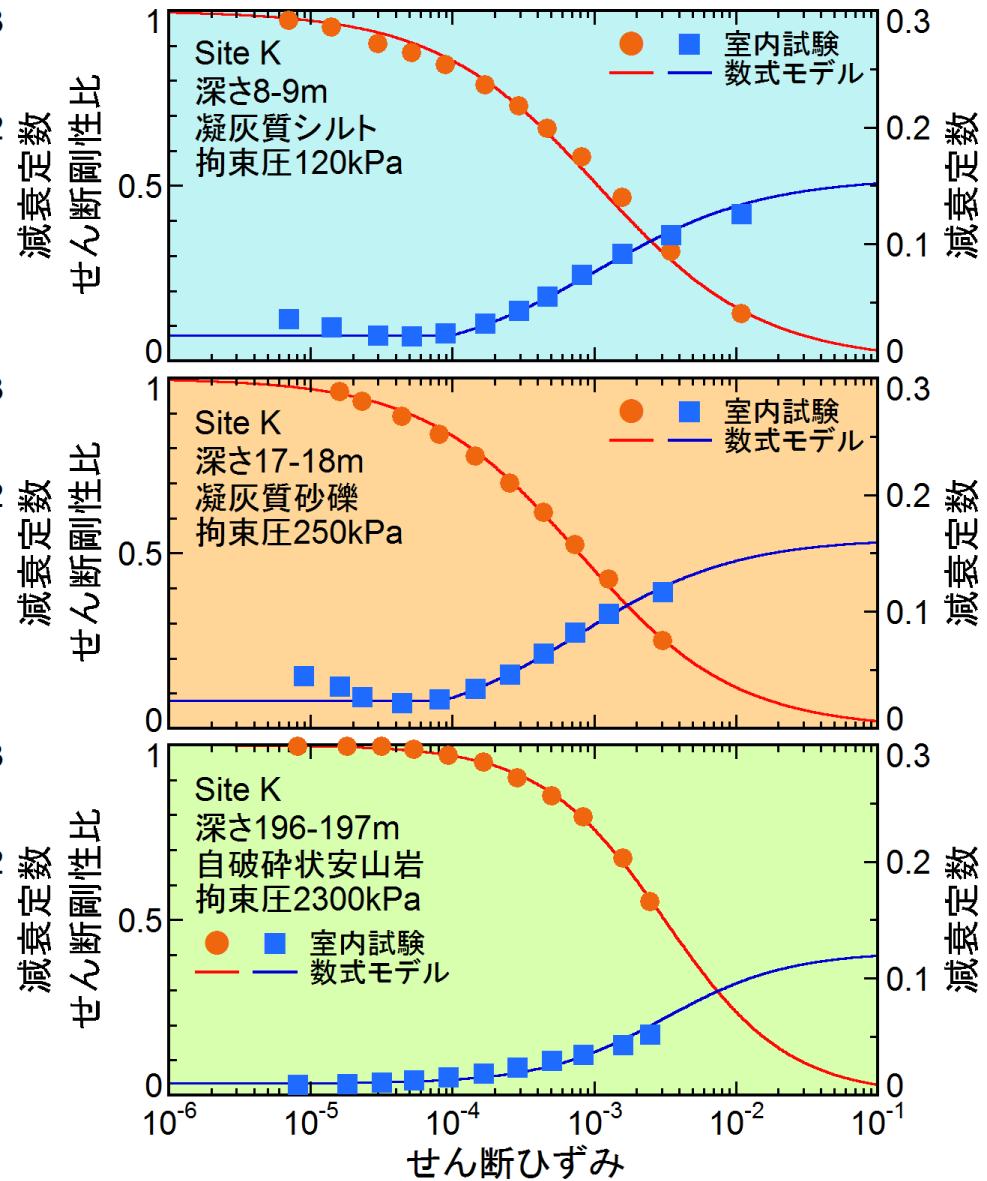 減衰定数
せん断剛性比
1
0.5
0
Site K
深さ8-9m
凝灰質シルト
拘束圧120kPa
室内試験
数式モデル
0.3
0.2
0.1
0
減衰定数
減衰定数
せん断剛性比
1
0.5
0
Site K
深さ17-18m
凝灰質砂礫
拘束圧250kPa
室内試験
数式モデル
0.3
0.2
0.1
0
減衰定数
減衰定数
せん断剛性比
1
0.5
0
Site K
深さ196-197m
自破砕状安山岩
拘束圧2300kPa
室内試験
数式モデル
0.3
0.2
0.1
0
減衰定数
10-6 10-5 10-4 10-3 10-2 10-1
せん断ひずみ